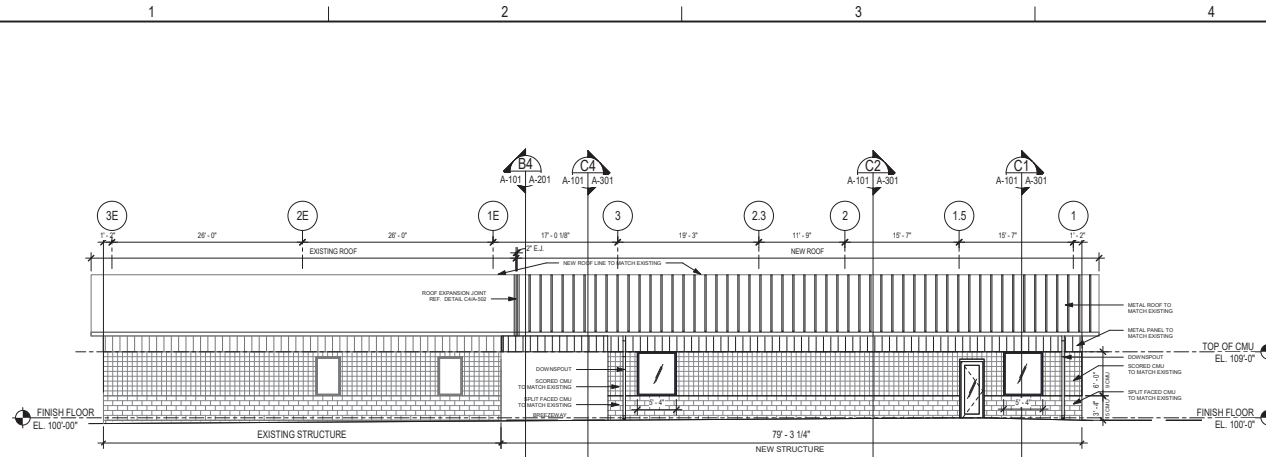 1 2 3 4
B4 C4 C2 C1
A-101 A-201 A-101 A-301 A-101 A-301 A-101 A-301
3E 2E 1E 3 2.3 2 1.5 1
1' - 2" 26' - 0" 26' - 0" 17' - 0 1/8" 19' - 3" 11' - 9" 15' - 7" 15' - 7" 1' - 2"
EXISTING ROOF 2" E.J. NEW ROOF
NEW ROOF LINE TO MATCH EXISTING
ROOF EXPANSION JOINT
REF. DETAIL C4/A-502
METAL ROOF TO
MATCH EXISTING
METAL PANEL TO
MATCH EXISTING
TOP OF CMU
EL. 109'-0"
DOWNSPOUT
SCORED CMU
TO MATCH EXISTING
SPLIT FACED CMU
TO MATCH EXISTING
DOWNSPOUT
SCORED CMU
TO MATCH EXISTING
SPLIT FACED CMU
TO MATCH EXISTING
BREEZEWAY
5' - 4" 5' - 4"
6' - 0"
9 CMU
3' - 4"
5 CMU
FINISH FLOOR
EL. 100'-00"
FINISH FLOOR
EL. 100'-0"
EXISTING STRUCTURE 79' - 3 1/4"
NEW STRUCTURE